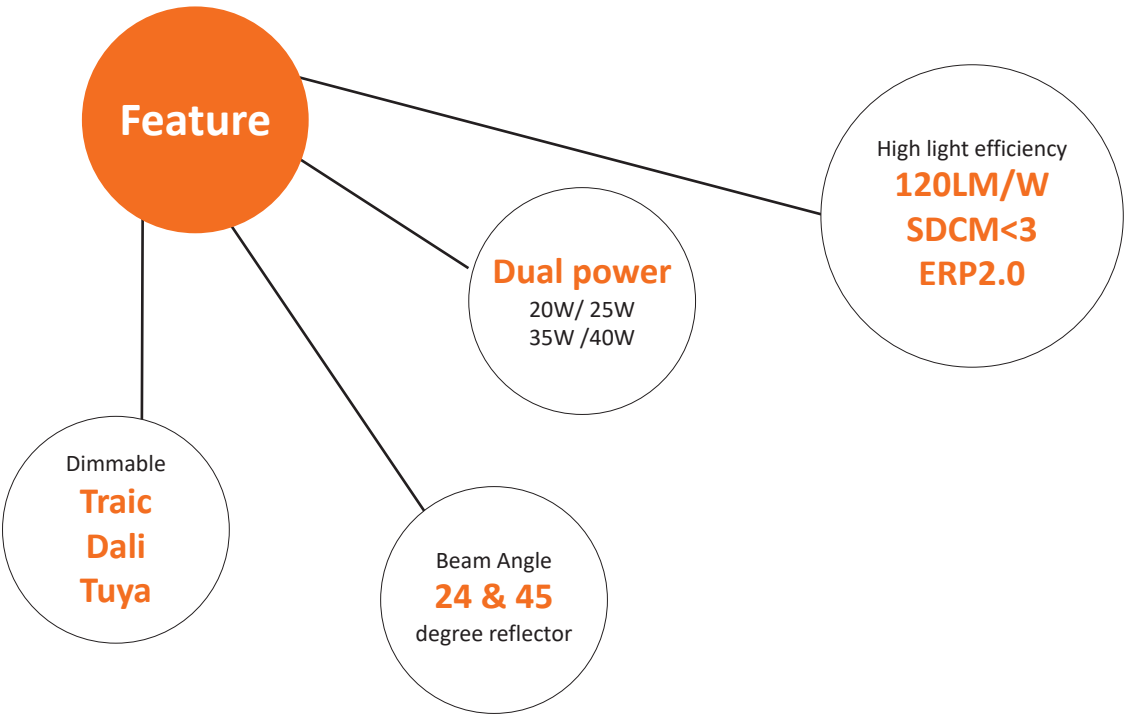 Feature
High light efficiency
120LM/W
SDCM<3
ERP2.0
Dual power
20W/ 25W
35W /40W
Dimmable
Traic
Dali
Tuya
Beam Angle
24 & 45
degree reflector